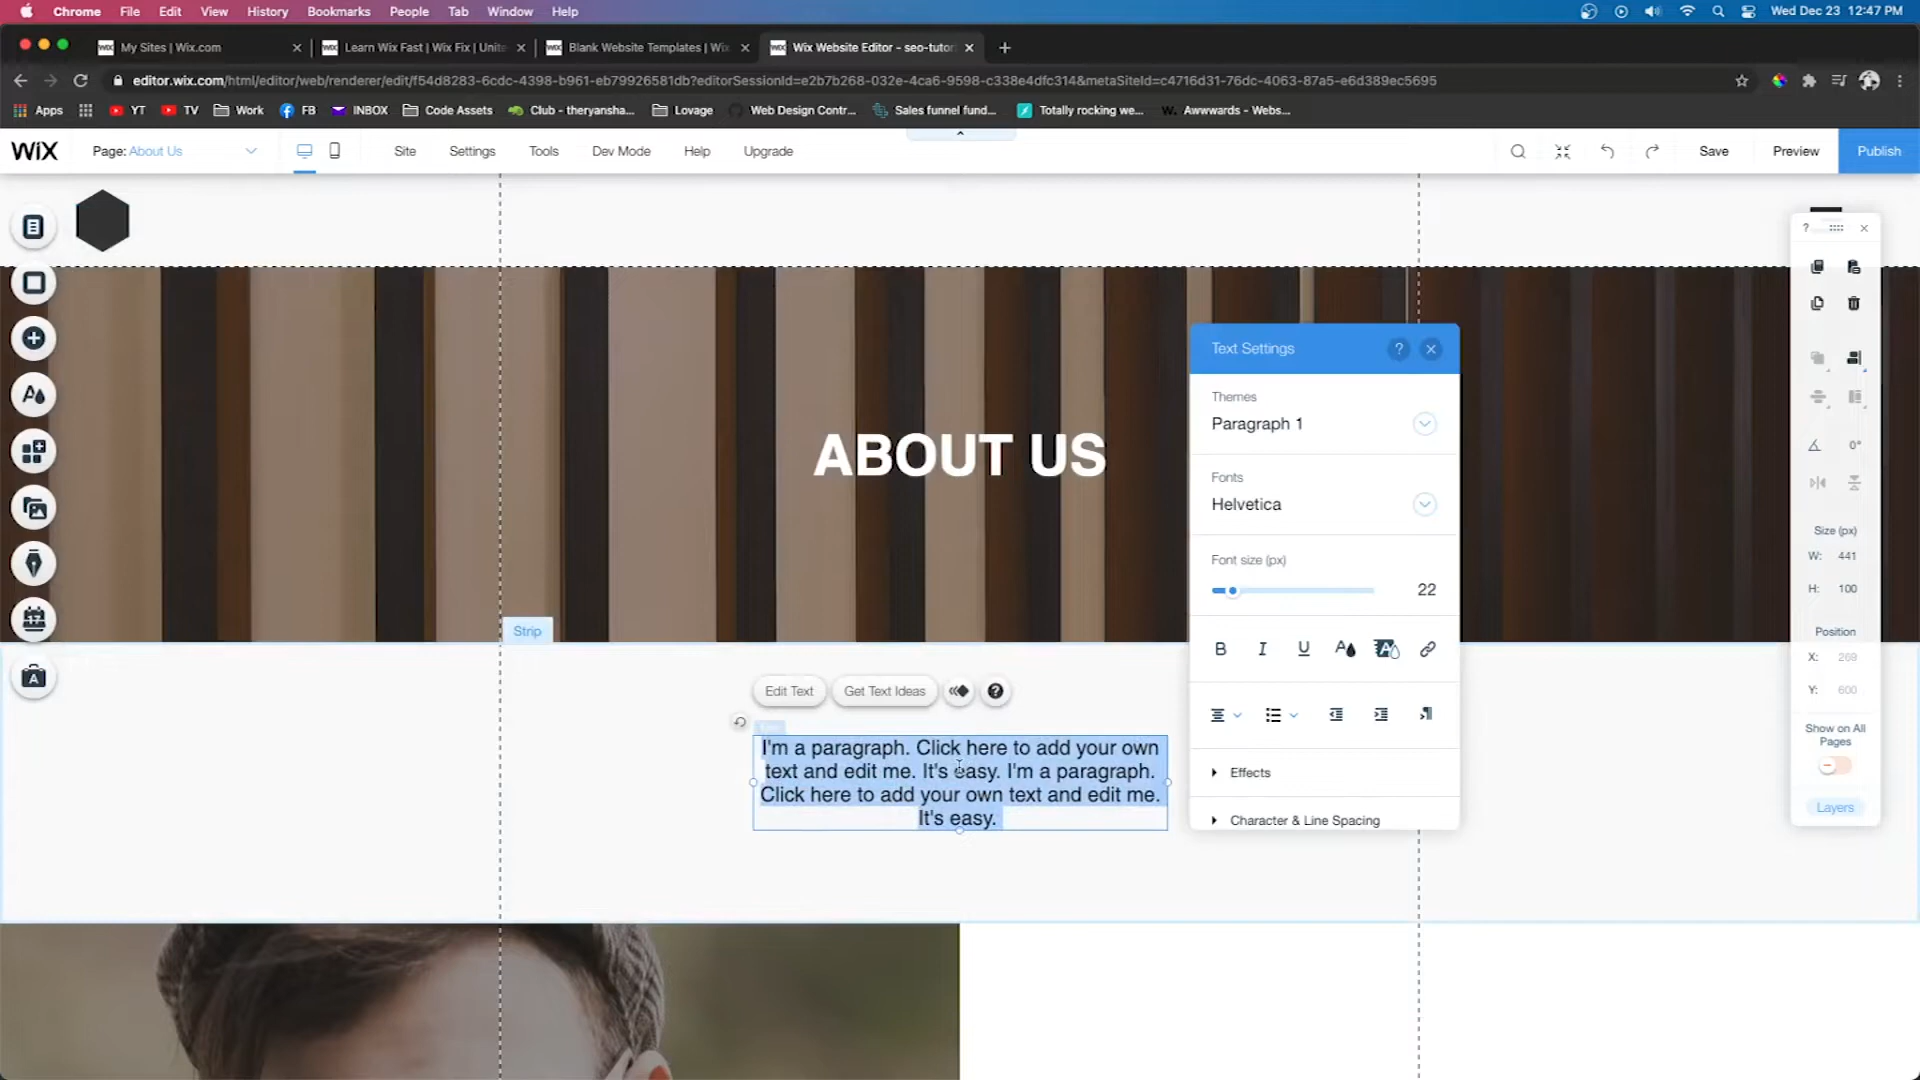 Chrome File Edit View History Bookmarks People Tab Window Help Wed Dec 23 12:47 PM
My Sites | Wix.com Learn Wix Fast | Wix Fix | Unite Blank Website Templates | Wix Wix Website Editor - seo-tutor
editor.wix.com/html/editor/web/renderer/edit/f54d8283-6cdc-4398-b961-eb79926581db?editorSessionId=e2b7b268-032e-4ca6-9598-c338e4dfc314&metaSiteId=c4716d31-76dc-4063-87a5-e6d389ec5695
Apps YT TV Work FB INBOX Code Assets Club - theryansha... Lovage Web Design Contr... Sales funnel fund... Totally rocking we... Awwwards - Webs...
WiX Page: About Us Site Settings Tools Dev Mode Help Upgrade Save Preview Publish
ABOUT US
Strip
Edit Text Get Text Ideas
I'm a paragraph. Click here to add your own
text and edit me. It's easy. I'm a paragraph.
Click here to add your own text and edit me.
It's easy.
Text Settings
Themes
Paragraph 1
Fonts
Helvetica
Font size (px)
22
B I U
Effects
Character & Line Spacing
0°
Size (px)
W: 441
H: 100
Position
X: 269
Y: 600
Show on All
Pages
Layers